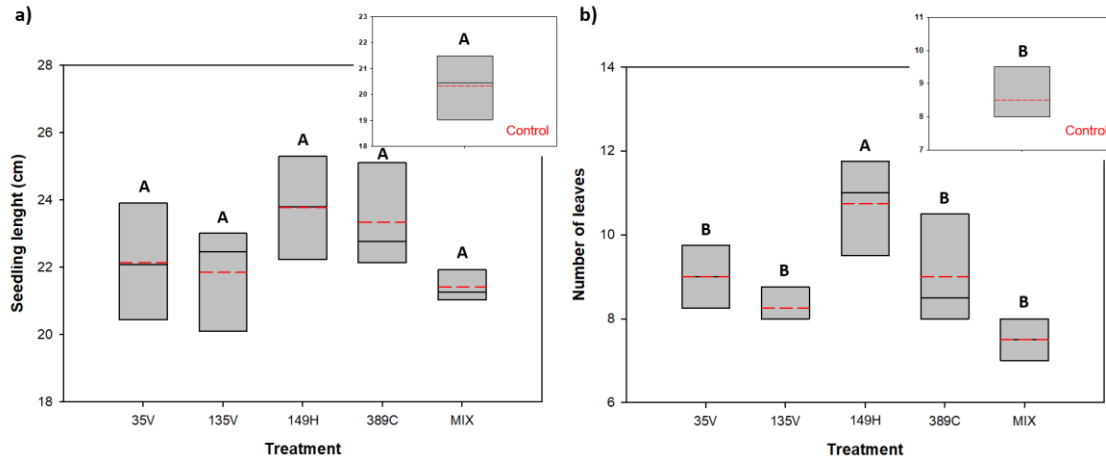 a)
23
22
21
20
19
18
A
Control
28
26
24
22
20
18
Seedling lenght (cm)
A
A
A
A
A
35V 135V 149H 389C MIX
Treatment
b)
11
10
9
8
7
B
Control
14
12
10
8
6
Number of leaves
B
B
A
B
B
35V 135V 149H 389C MIX
Treatment